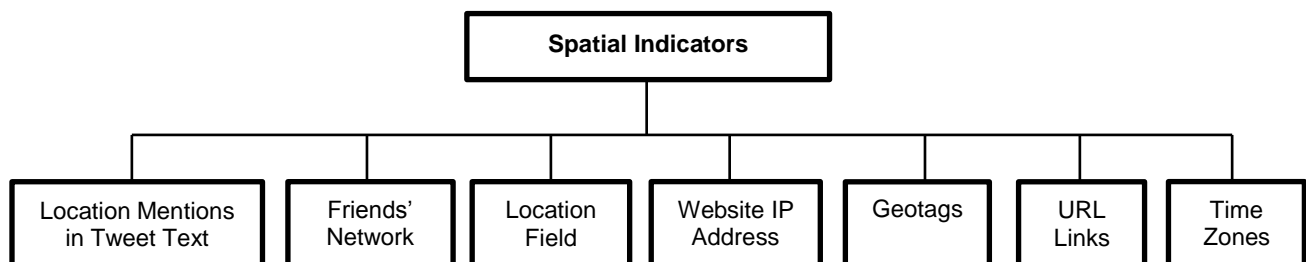 Spatial Indicators
Location Mentions
in Tweet Text
Friends’
Network
Location
Field
Website IP
Address
Geotags
URL
Links
Time
Zones